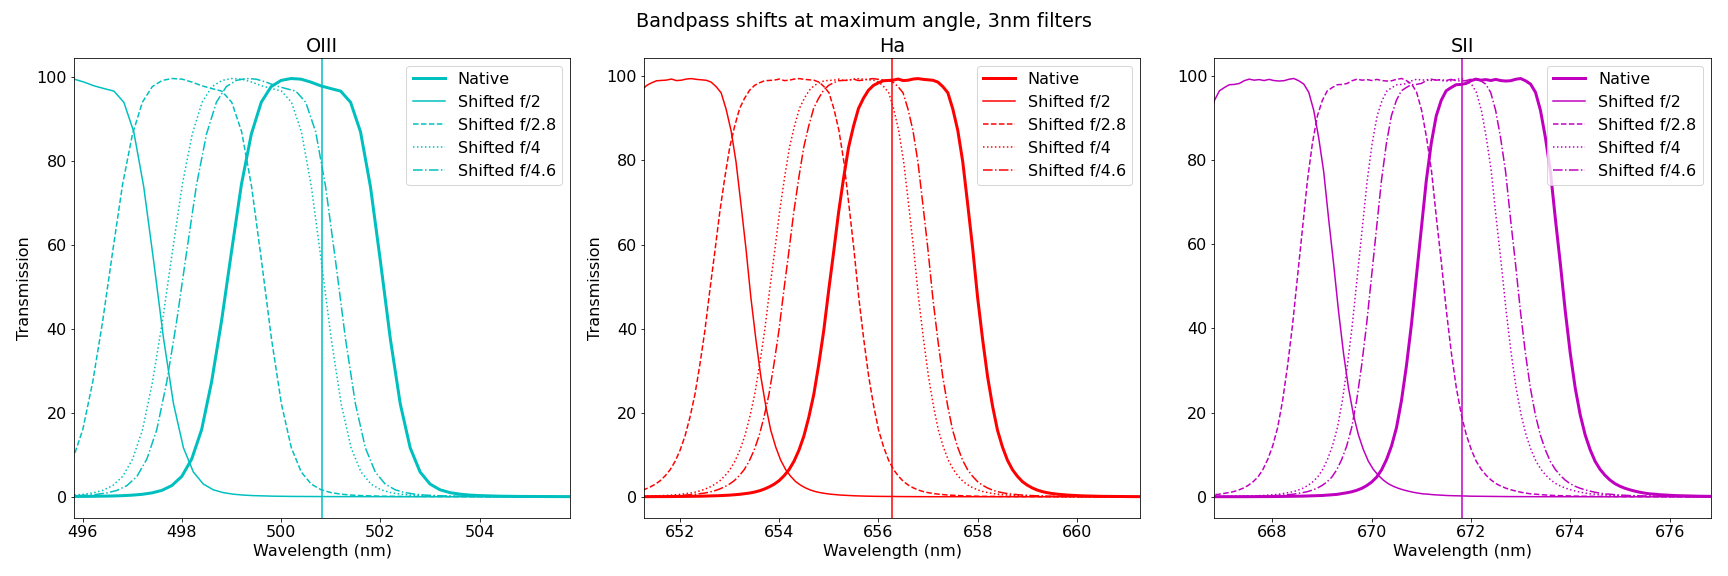 Bandpass shifts at maximum angle, 3nm filters
OIII
Transmission
100
80
60
40
20
0
496
498
500
502
504
Wavelength (nm)
Native
Shifted f/2
Shifted f/2.8
Shifted f/4
Shifted f/4.6
Ha
Transmission
100
80
60
40
20
0
652
654
656
658
660
Wavelength (nm)
Native
Shifted f/2
Shifted f/2.8
Shifted f/4
Shifted f/4.6
SII
100
80
60
40
20
0
668
670
672
674
676
Wavelength (nm)
Native
Shifted f/2
Shifted f/2.8
Shifted f/4
Shifted f/4.6